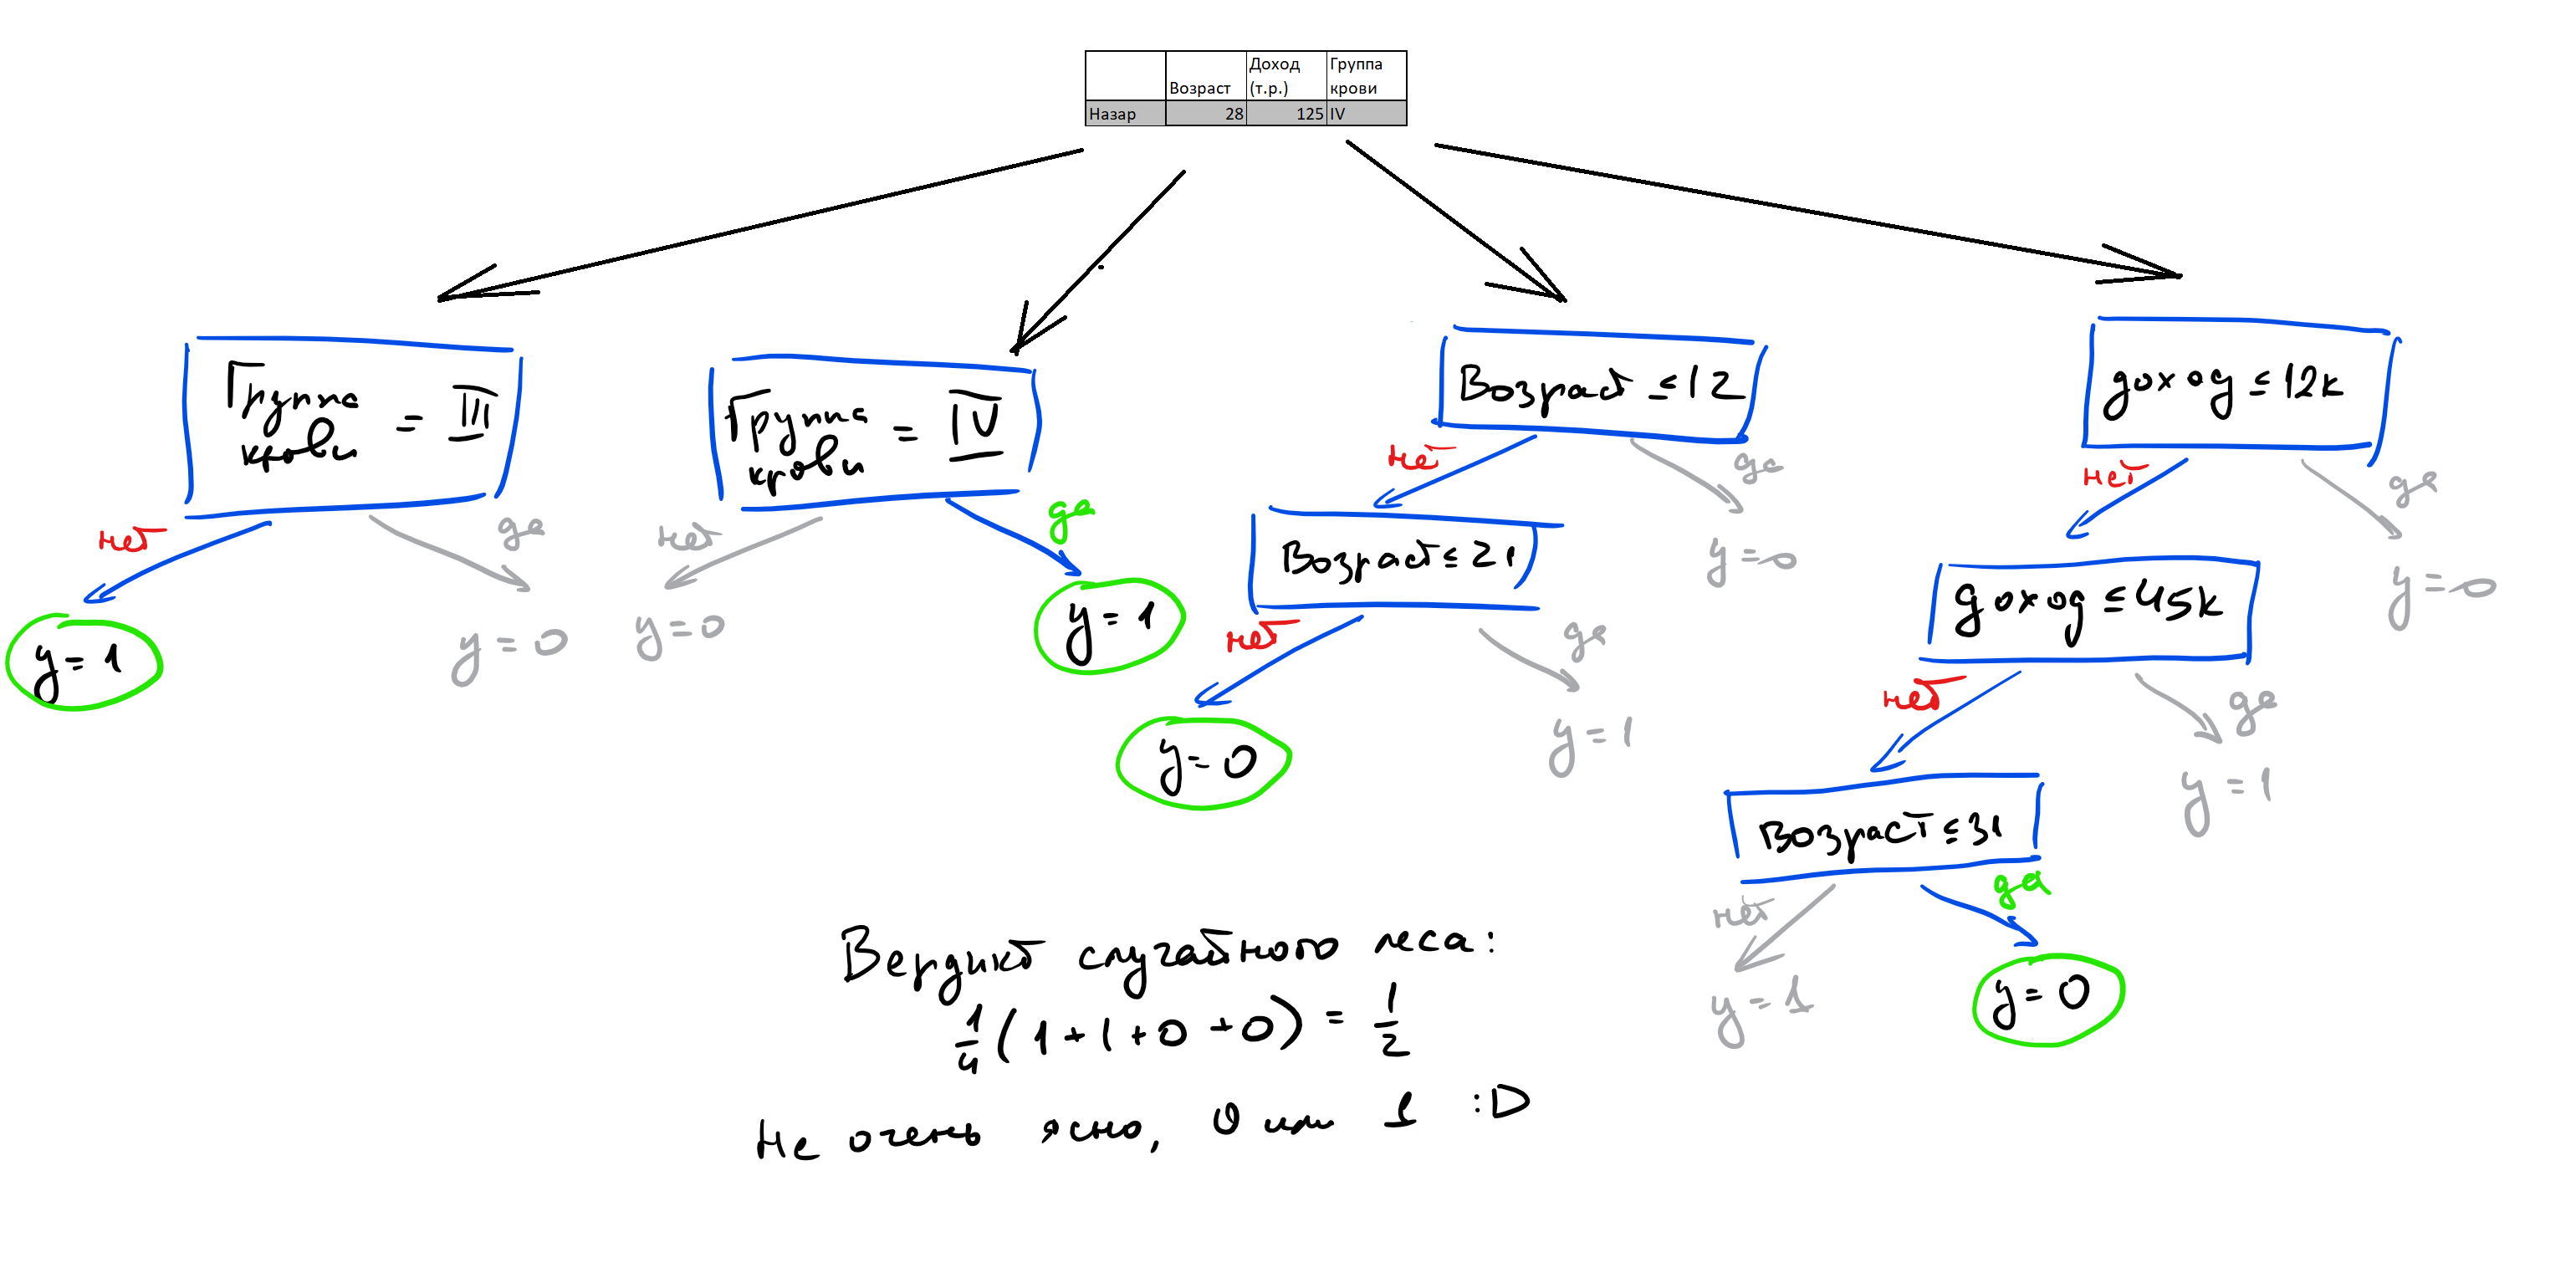 Возраст Доход (т.р.) Группа крови
Назар 28 125 IV
Группа крови = III
нет
да
y = 1
y = 0
Группа крови = IV
нет
да
y = 0
y = 1
Возраст ≤ 12
нет
да
y = 0
Возраст ≤ 21
нет
да
y = 0
y = 1
доход ≤ 12к
нет
да
y = 0
доход ≤ 45к
нет
да
y = 1
Возраст ≤ 31
нет
да
y = 1
y = 0
Вердикт случайного леса:
1/4 (1 + 1 + 0 + 0) = 1/2
Не очень ясно, 0 или 1 :D